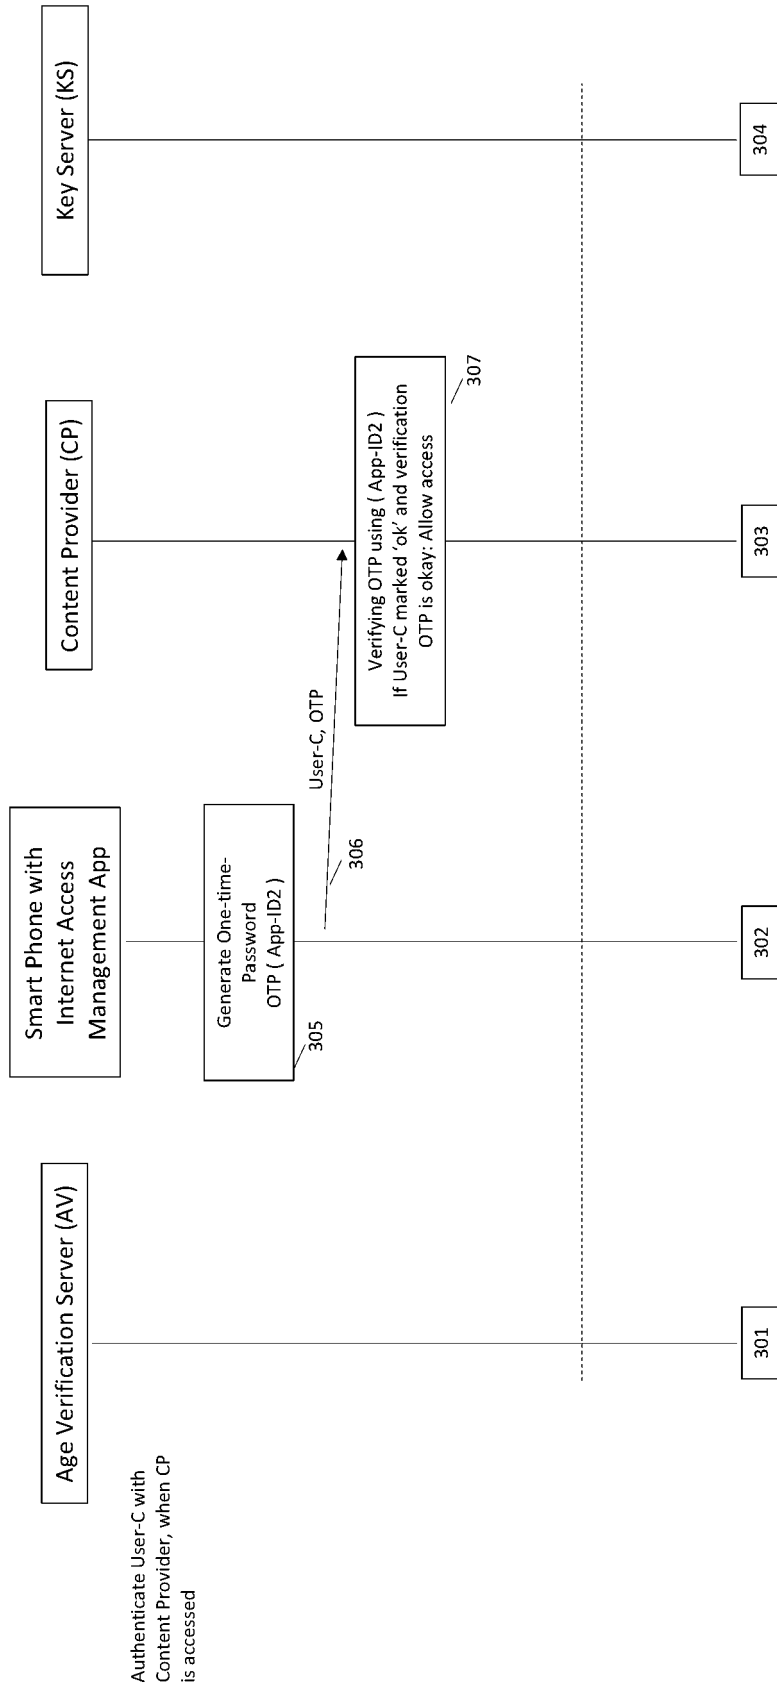 Age Verification Server (AV)
Smart Phone with
Internet Access
Management App
Content Provider (CP)
Key Server (KS)
Authenticate User-C with
Content Provider, when CP
is accessed
Generate One-time-
Password
OTP ( App-ID2 )
305
306
User-C, OTP
Verifying OTP using ( App-ID2 )
If User-C marked ‘ok’ and verification
OTP is okay: Allow access
307
301
302
303
304